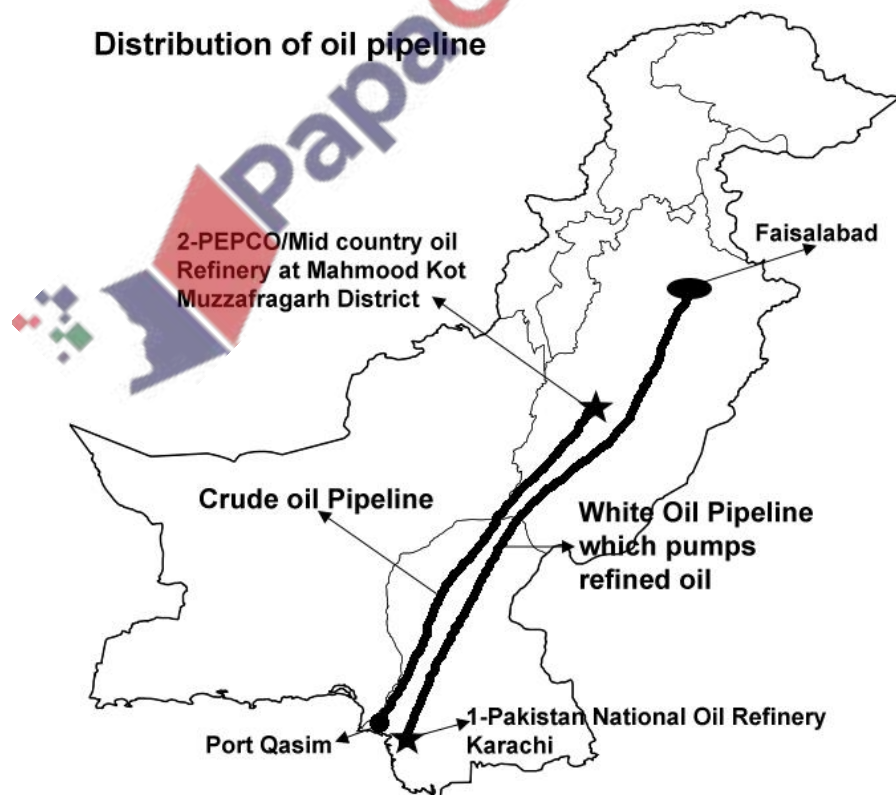 Distribution of oil pipeline
Papa
2-PEPCO/Mid country oil
Refinery at Mahmood Kot
Muzzafragarh District
Faisalabad
Crude oil Pipeline
White Oil Pipeline
which pumps
refined oil
1-Pakistan National Oil Refinery
Karachi
Port Qasim